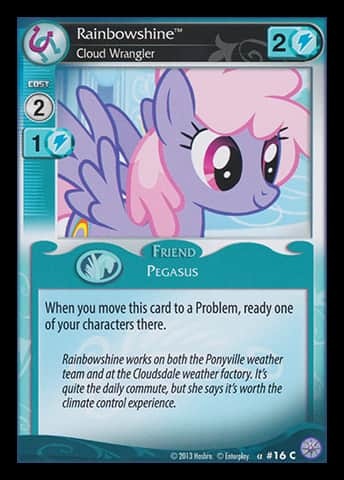 Rainbowshine™
Cloud Wrangler
2
COST
2
1
FRIEND
PEGASUS
When you move this card to a Problem, ready one
of your characters there.
Rainbowshine works on both the Ponyville weather
team and at the Cloudsdale weather factory. It's
quite the daily commute, but she says it's worth the
climate control experience.
© 2013 Hasbro. © Enterplay. α #16 C